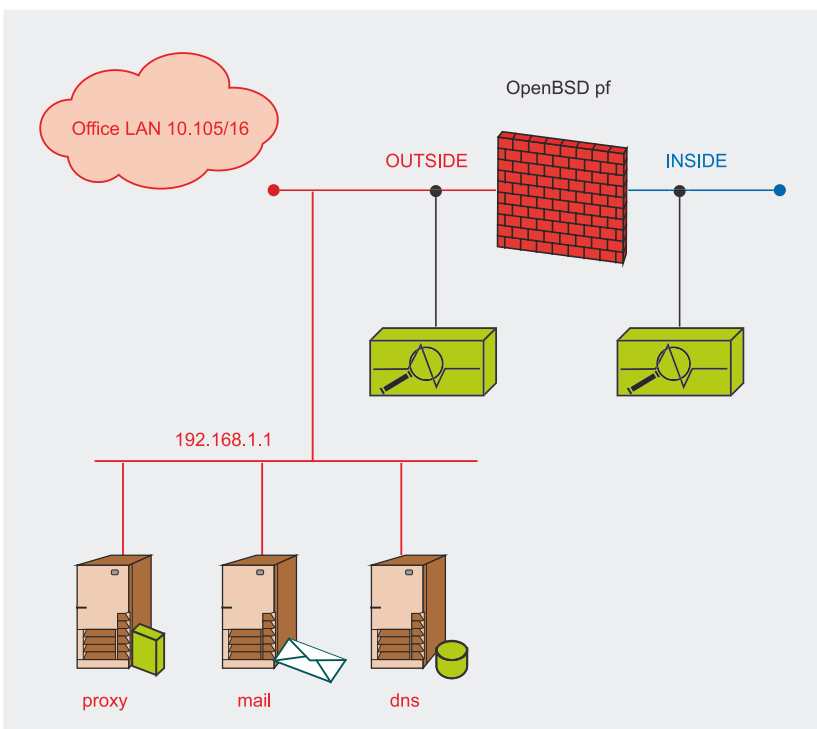 OpenBSD pf
Office LAN 10.105/16
OUTSIDE
INSIDE
192.168.1.1
proxy
mail
dns